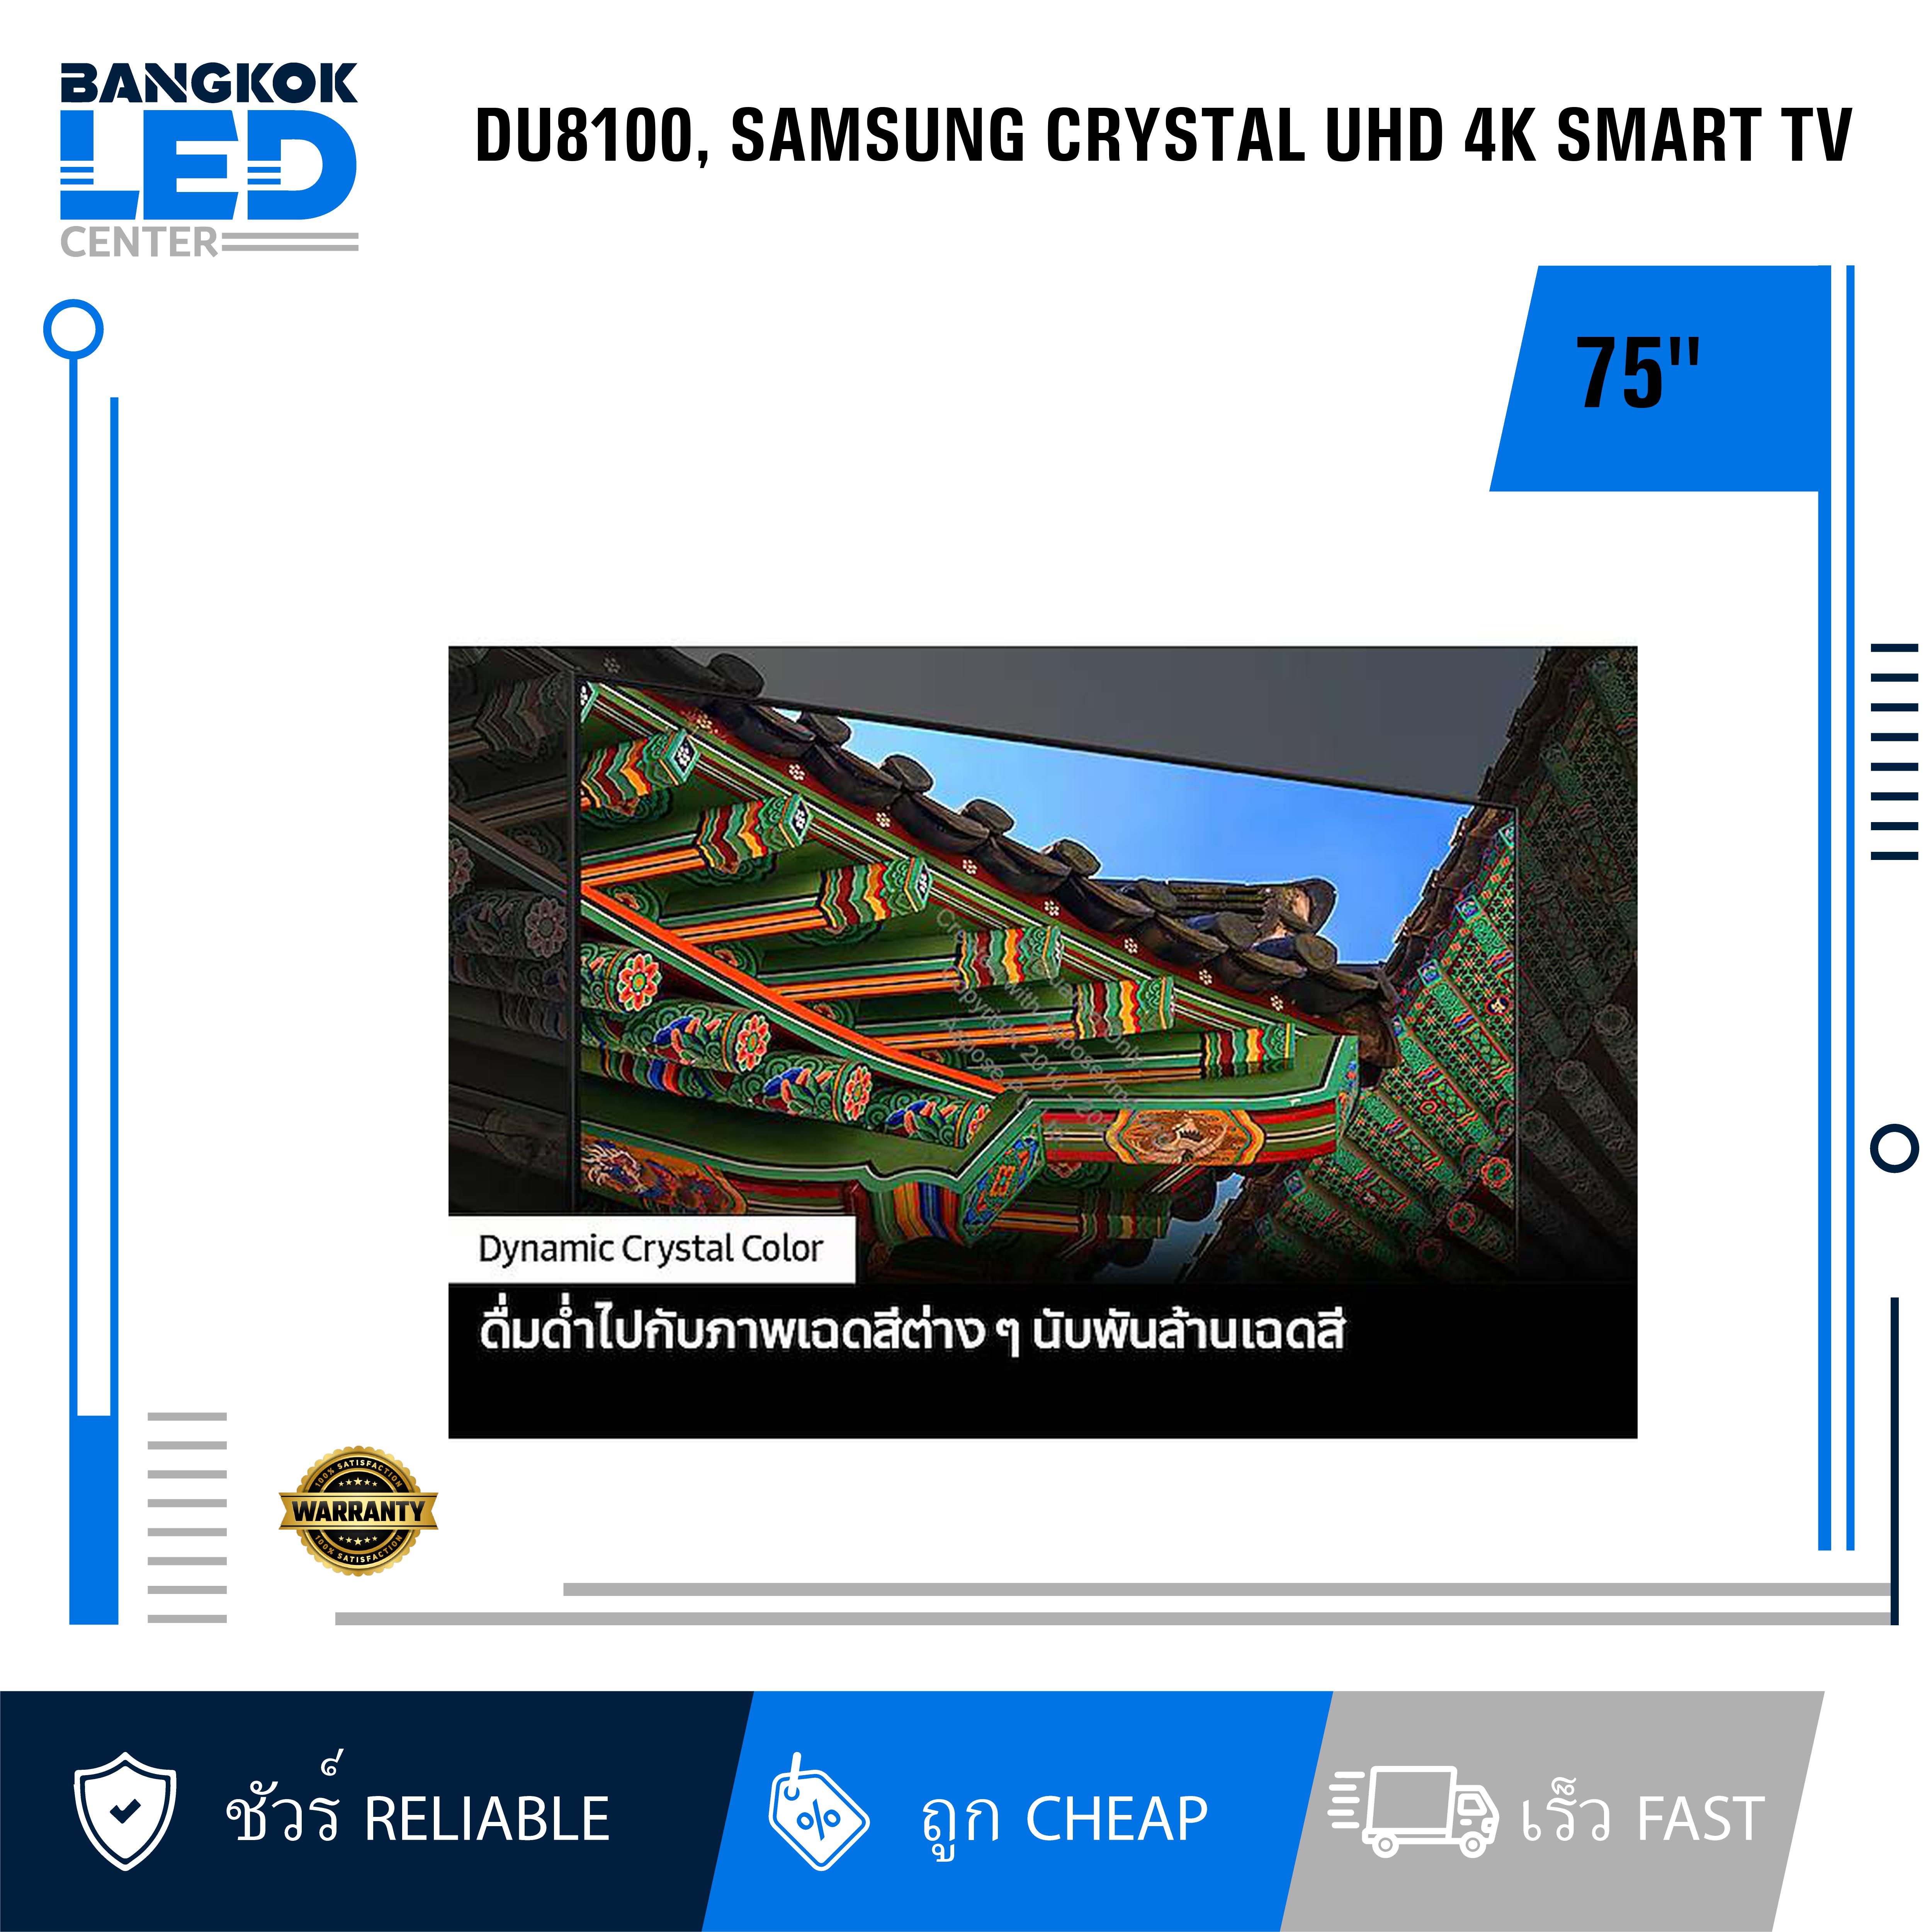 BANGKOK
LED
CENTER
DU8100, SAMSUNG CRYSTAL UHD 4K SMART TV
75"
Dynamic Crystal Color
ดื่มด่ำไปกับภาพเฉดสีต่าง ๆ นับพันล้านเฉดสี
100% SATISFACTION
WARRANTY
100% SATISFACTION
ชัวร์ RELIABLE
ถูก CHEAP
เร็ว FAST